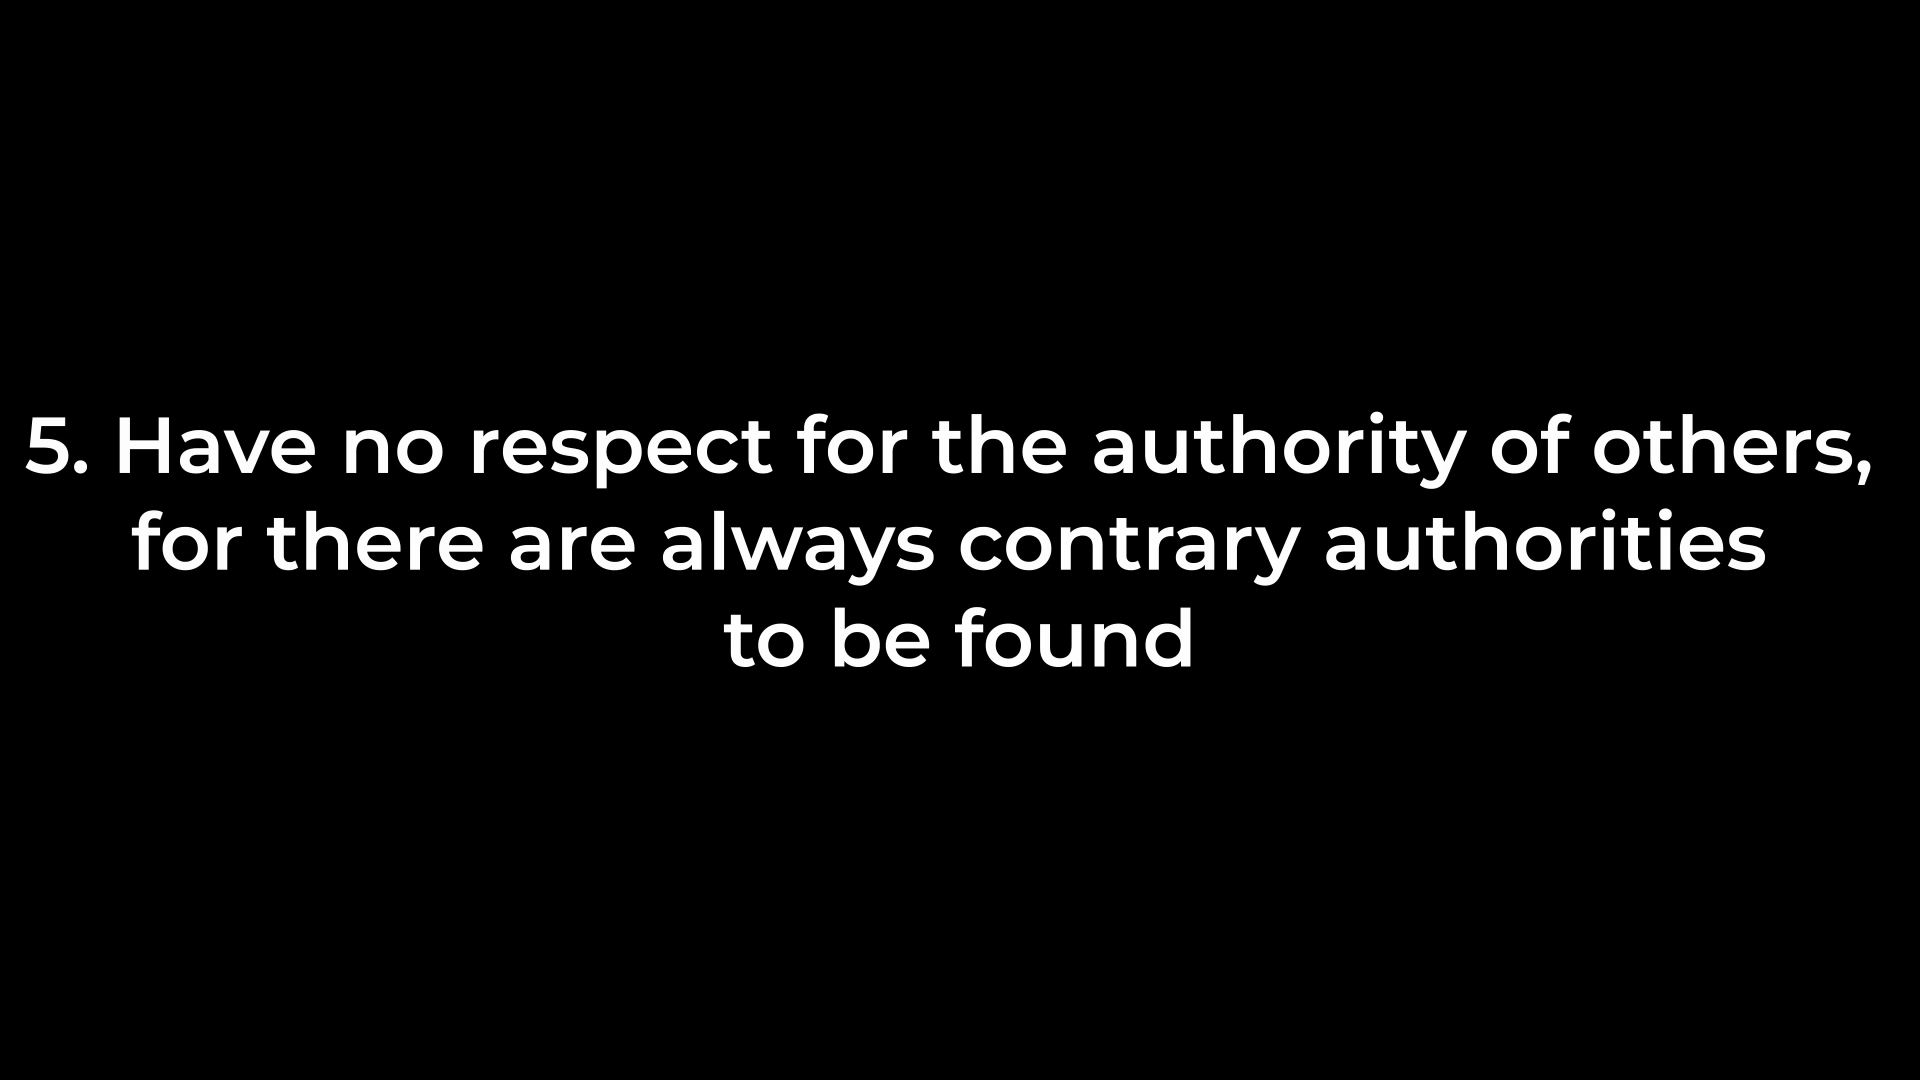 5. Have no respect for the authority of others,
for there are always contrary authorities
to be found